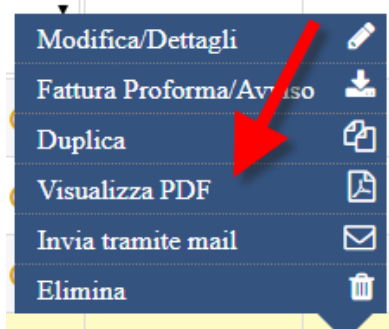 Modifica/Dettagli
Fattura Proforma/Avviso
Duplica
Visualizza PDF
Invia tramite mail
Elimina